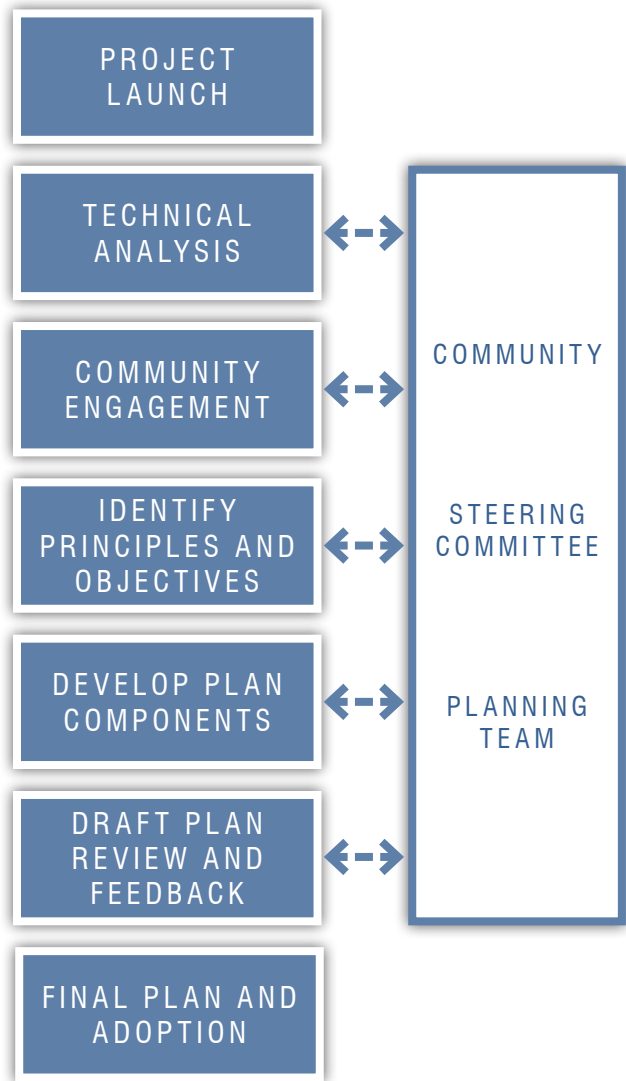 PROJECT
LAUNCH
TECHNICAL
ANALYSIS
COMMUNITY
ENGAGEMENT
IDENTIFY
PRINCIPLES AND
OBJECTIVES
DEVELOP PLAN
COMPONENTS
DRAFT PLAN
REVIEW AND
FEEDBACK
FINAL PLAN AND
ADOPTION
COMMUNITY
STEERING
COMMITTEE
PLANNING
TEAM